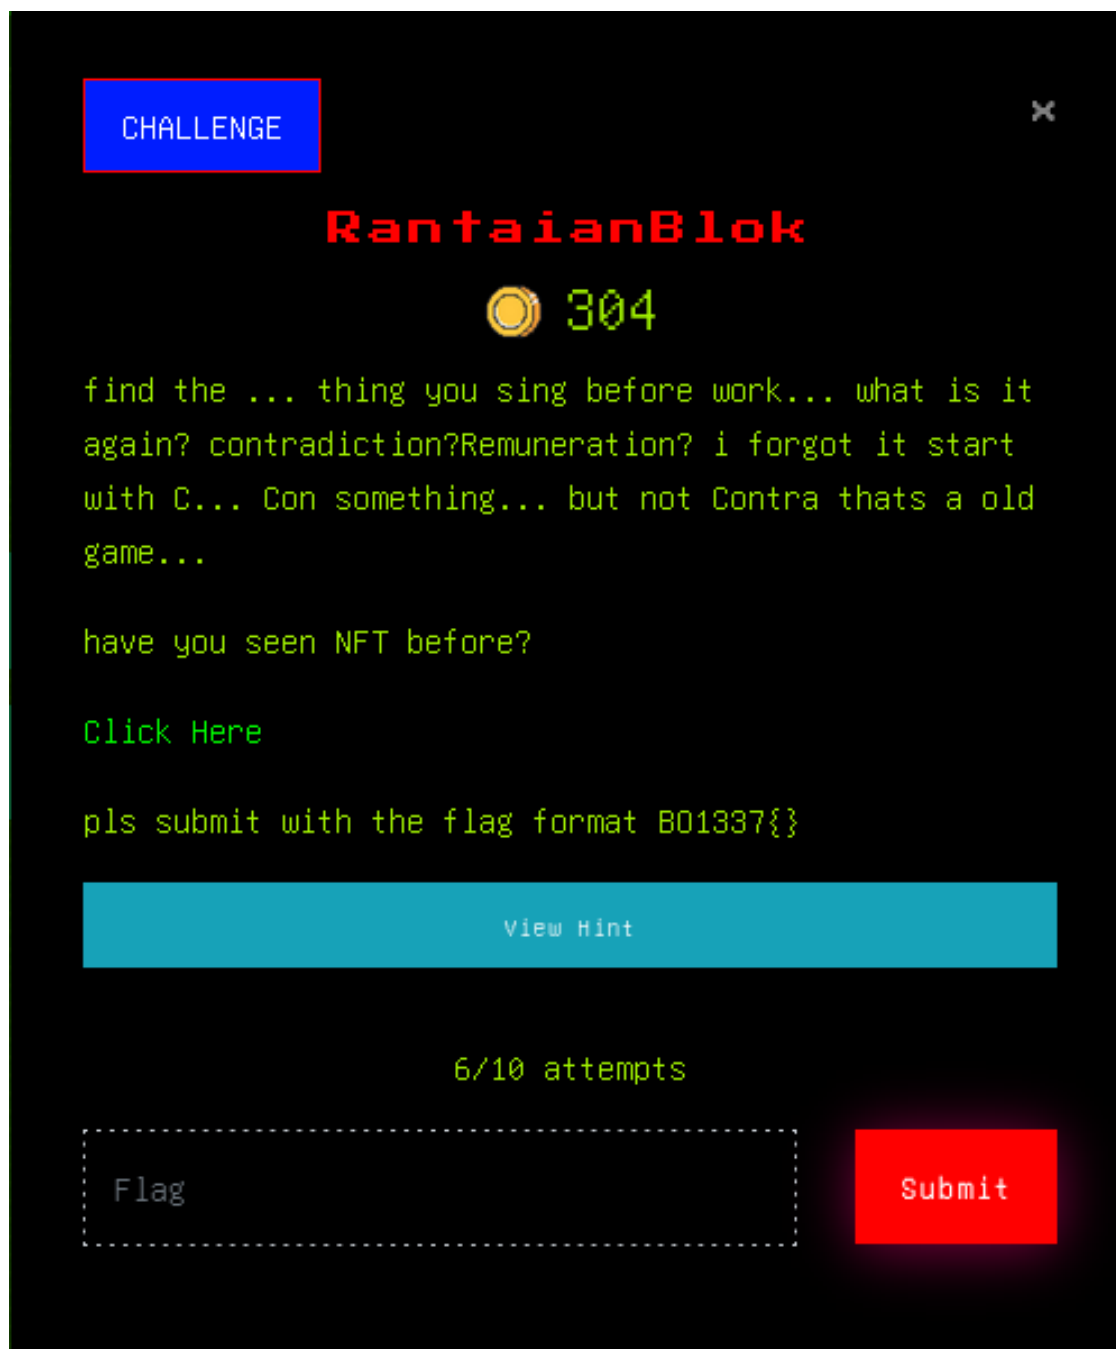 CHALLENGE
×
RantaianBlok
304
find the ... thing you sing before work... what is it
again? contradiction?Remuneration? i forgot it start
with C... Con something... but not Contra thats a old
game...
have you seen NFT before?
Click Here
pls submit with the flag format BO1337{}
View Hint
6/10 attempts
Flag
Submit